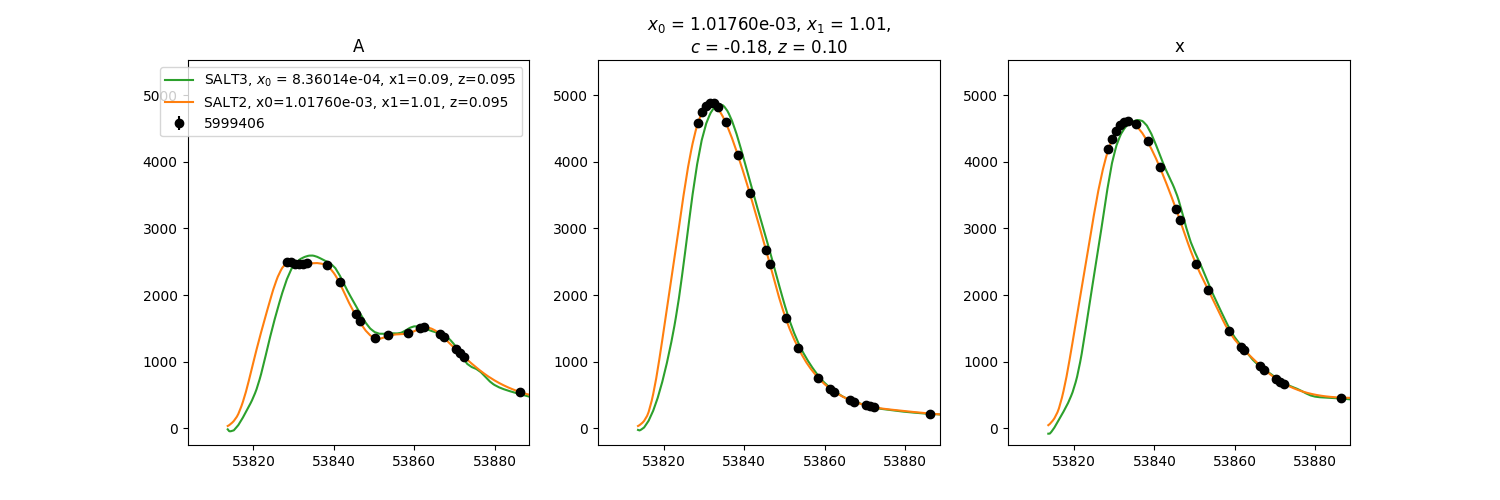 A
x₀ = 1.01760e-03, x₁ = 1.01,
c = -0.18, z = 0.10
x
SALT3, x₀ = 8.36014e-04, x1=0.09, z=0.095
SALT2, x0=1.01760e-03, x1=1.01, z=0.095
5999406
5000
4000
3000
2000
1000
0
53820 53840 53860 53880
5000
4000
3000
2000
1000
0
53820 53840 53860 53880
5000
4000
3000
2000
1000
0
53820 53840 53860 53880